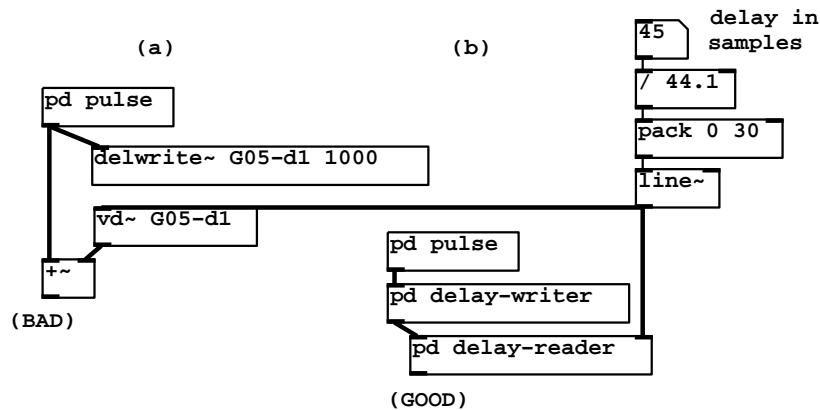 (a)
(b)
45
delay in
samples
/ 44.1
pack 0 30
line~
pd pulse
delwrite~ G05-d1 1000
vd~ G05-d1
+~
(BAD)
pd pulse
pd delay-writer
pd delay-reader
(GOOD)